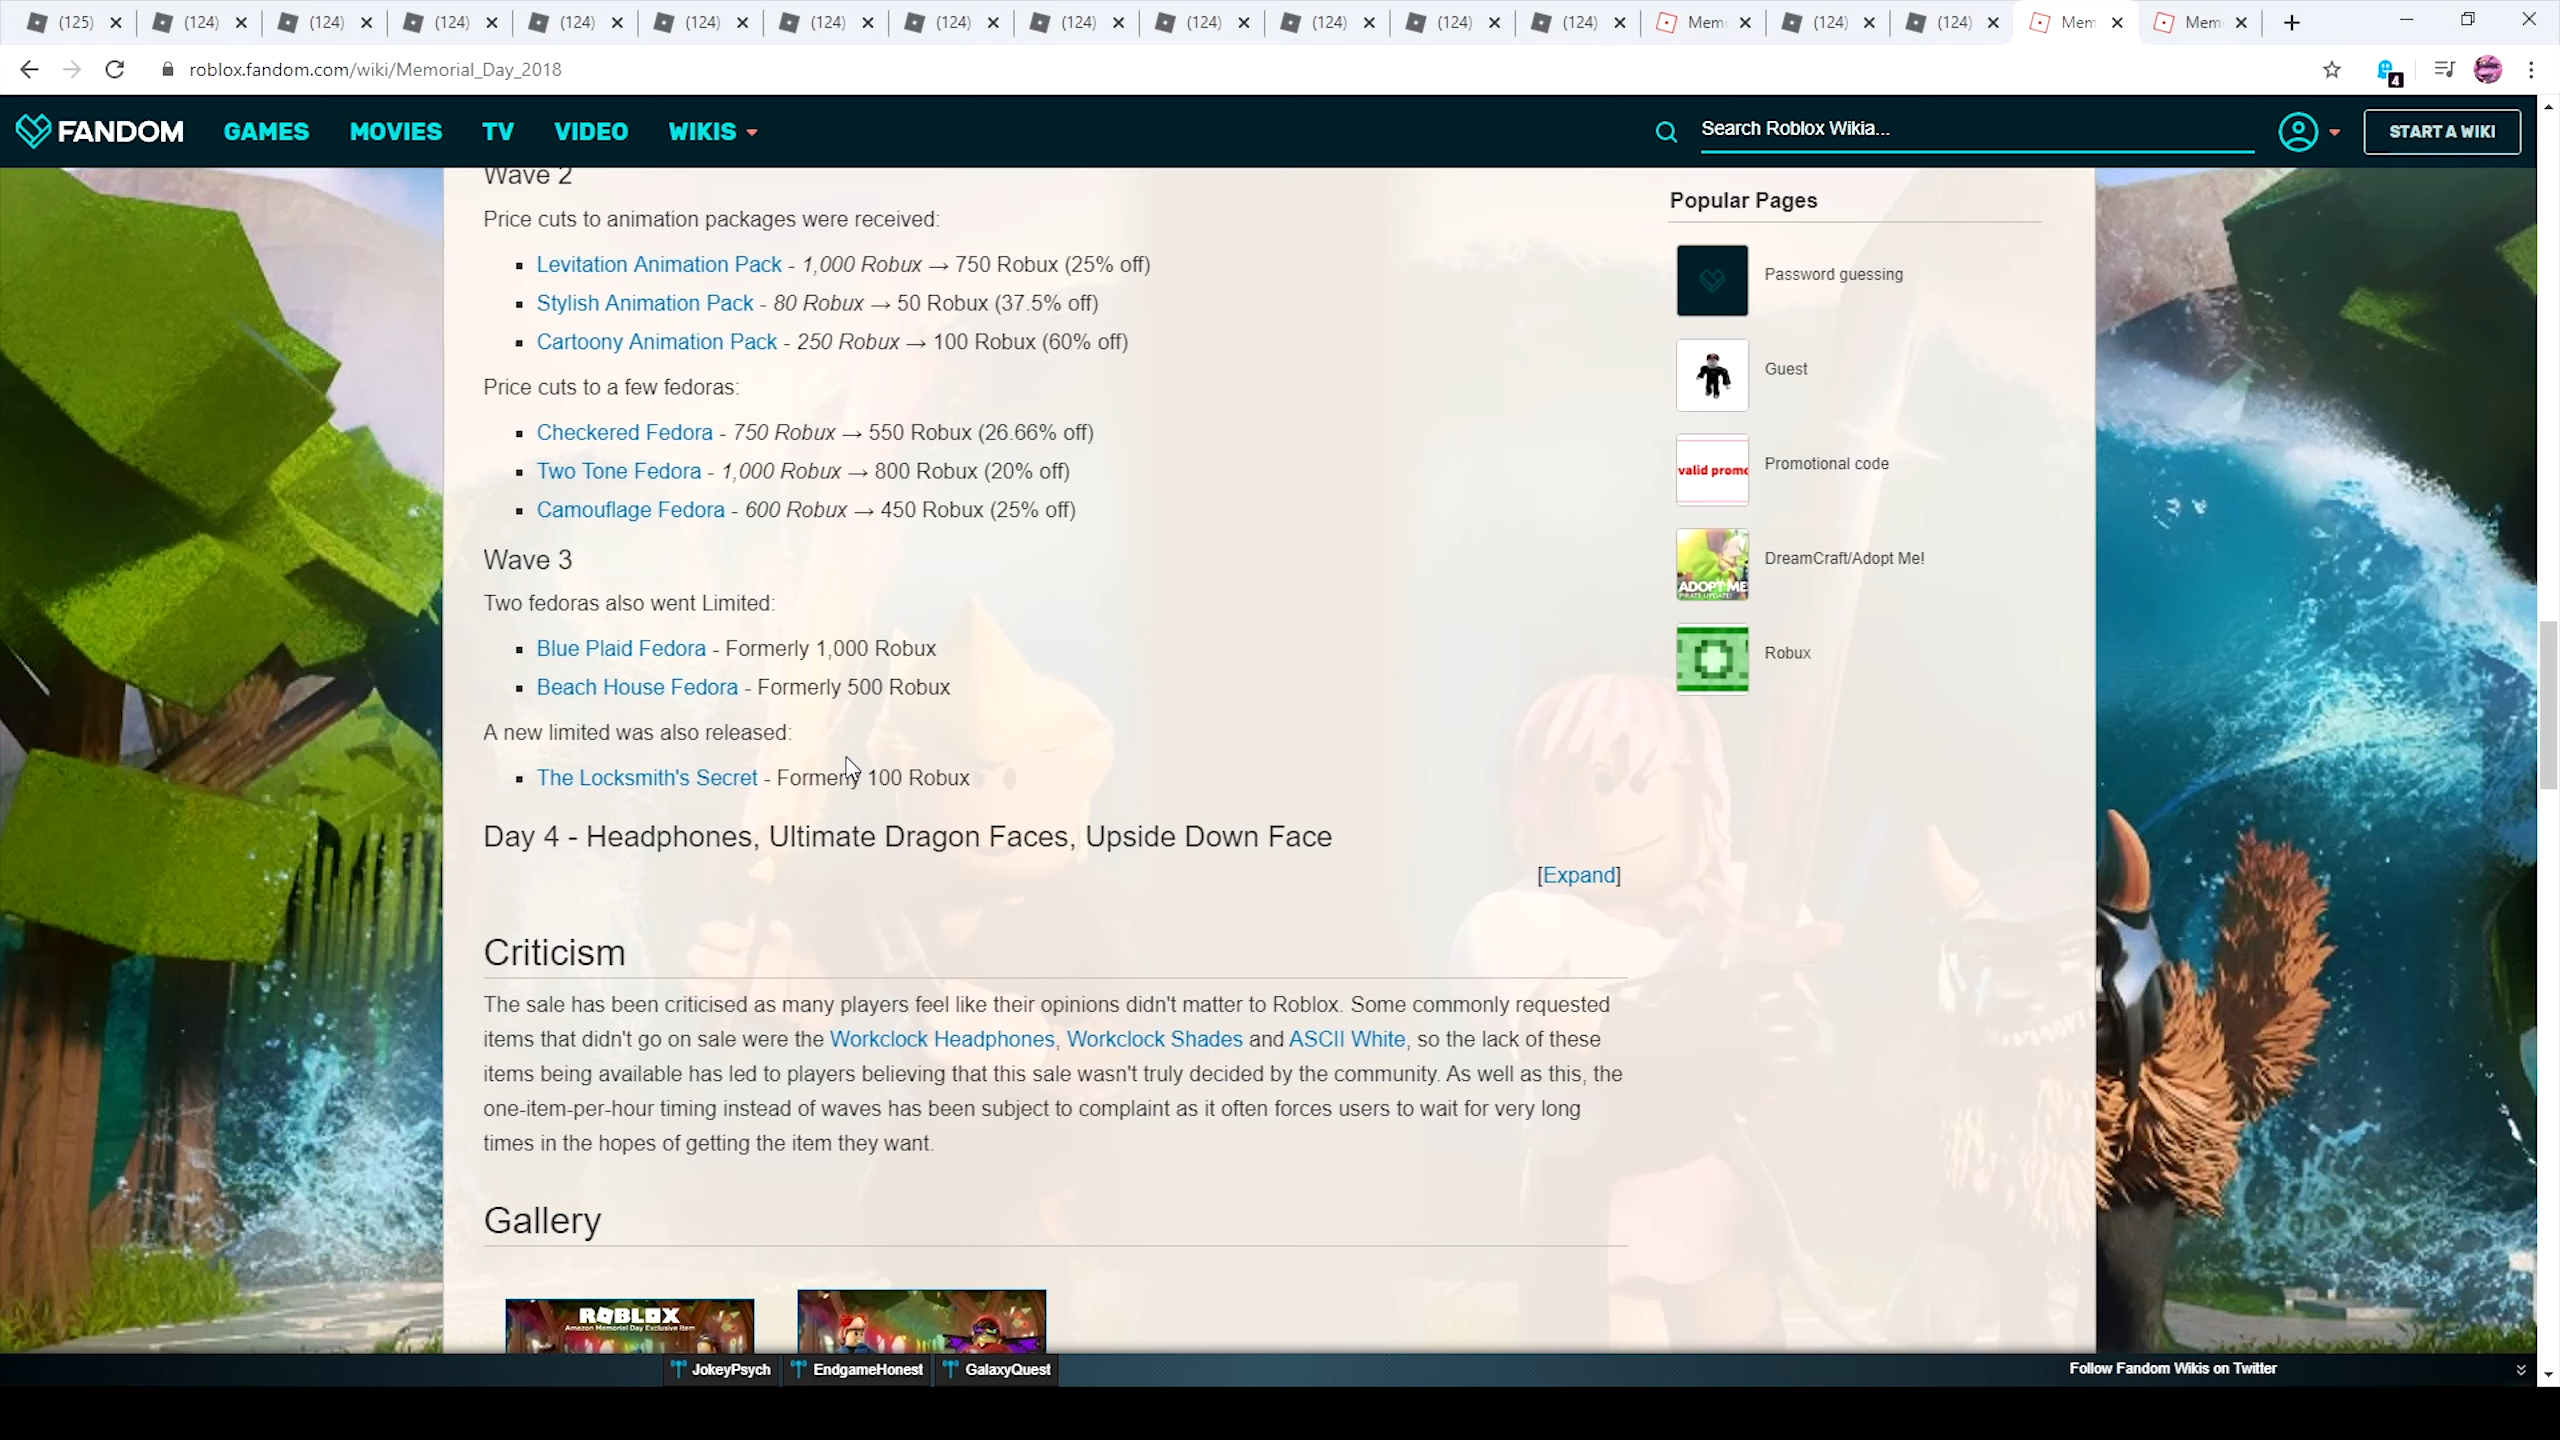 (125) (124) (124) (124) (124) (124) (124) (124) (124) (124) (124) (124) (124) Mem (124) (124) Mem Mem
roblox.fandom.com/wiki/Memorial_Day_2018
4
FANDOM GAMES MOVIES TV VIDEO WIKIS Search Roblox Wikia... START A WIKI
Wave 2
Price cuts to animation packages were received:
Levitation Animation Pack - 1,000 Robux → 750 Robux (25% off)
Stylish Animation Pack - 80 Robux → 50 Robux (37.5% off)
Cartoony Animation Pack - 250 Robux → 100 Robux (60% off)
Price cuts to a few fedoras:
Checkered Fedora - 750 Robux → 550 Robux (26.66% off)
Two Tone Fedora - 1,000 Robux → 800 Robux (20% off)
Camouflage Fedora - 600 Robux → 450 Robux (25% off)
Wave 3
Two fedoras also went Limited:
Blue Plaid Fedora - Formerly 1,000 Robux
Beach House Fedora - Formerly 500 Robux
A new limited was also released:
The Locksmith's Secret - Formerly 100 Robux
Day 4 - Headphones, Ultimate Dragon Faces, Upside Down Face
[Expand]
Criticism
The sale has been criticised as many players feel like their opinions didn't matter to Roblox. Some commonly requested
items that didn't go on sale were the Workclock Headphones, Workclock Shades and ASCII White, so the lack of these
items being available has led to players believing that this sale wasn't truly decided by the community. As well as this, the
one-item-per-hour timing instead of waves has been subject to complaint as it often forces users to wait for very long
times in the hopes of getting the item they want.
Gallery
ROBLOX
Amazon Memorial Day Exclusive Item
Popular Pages
Password guessing
Guest
valid promo
Promotional code
ADOPT ME
PIRATE UPDATE!
DreamCraft/Adopt Me!
Robux
JokeyPsych EndgameHonest GalaxyQuest Follow Fandom Wikis on Twitter